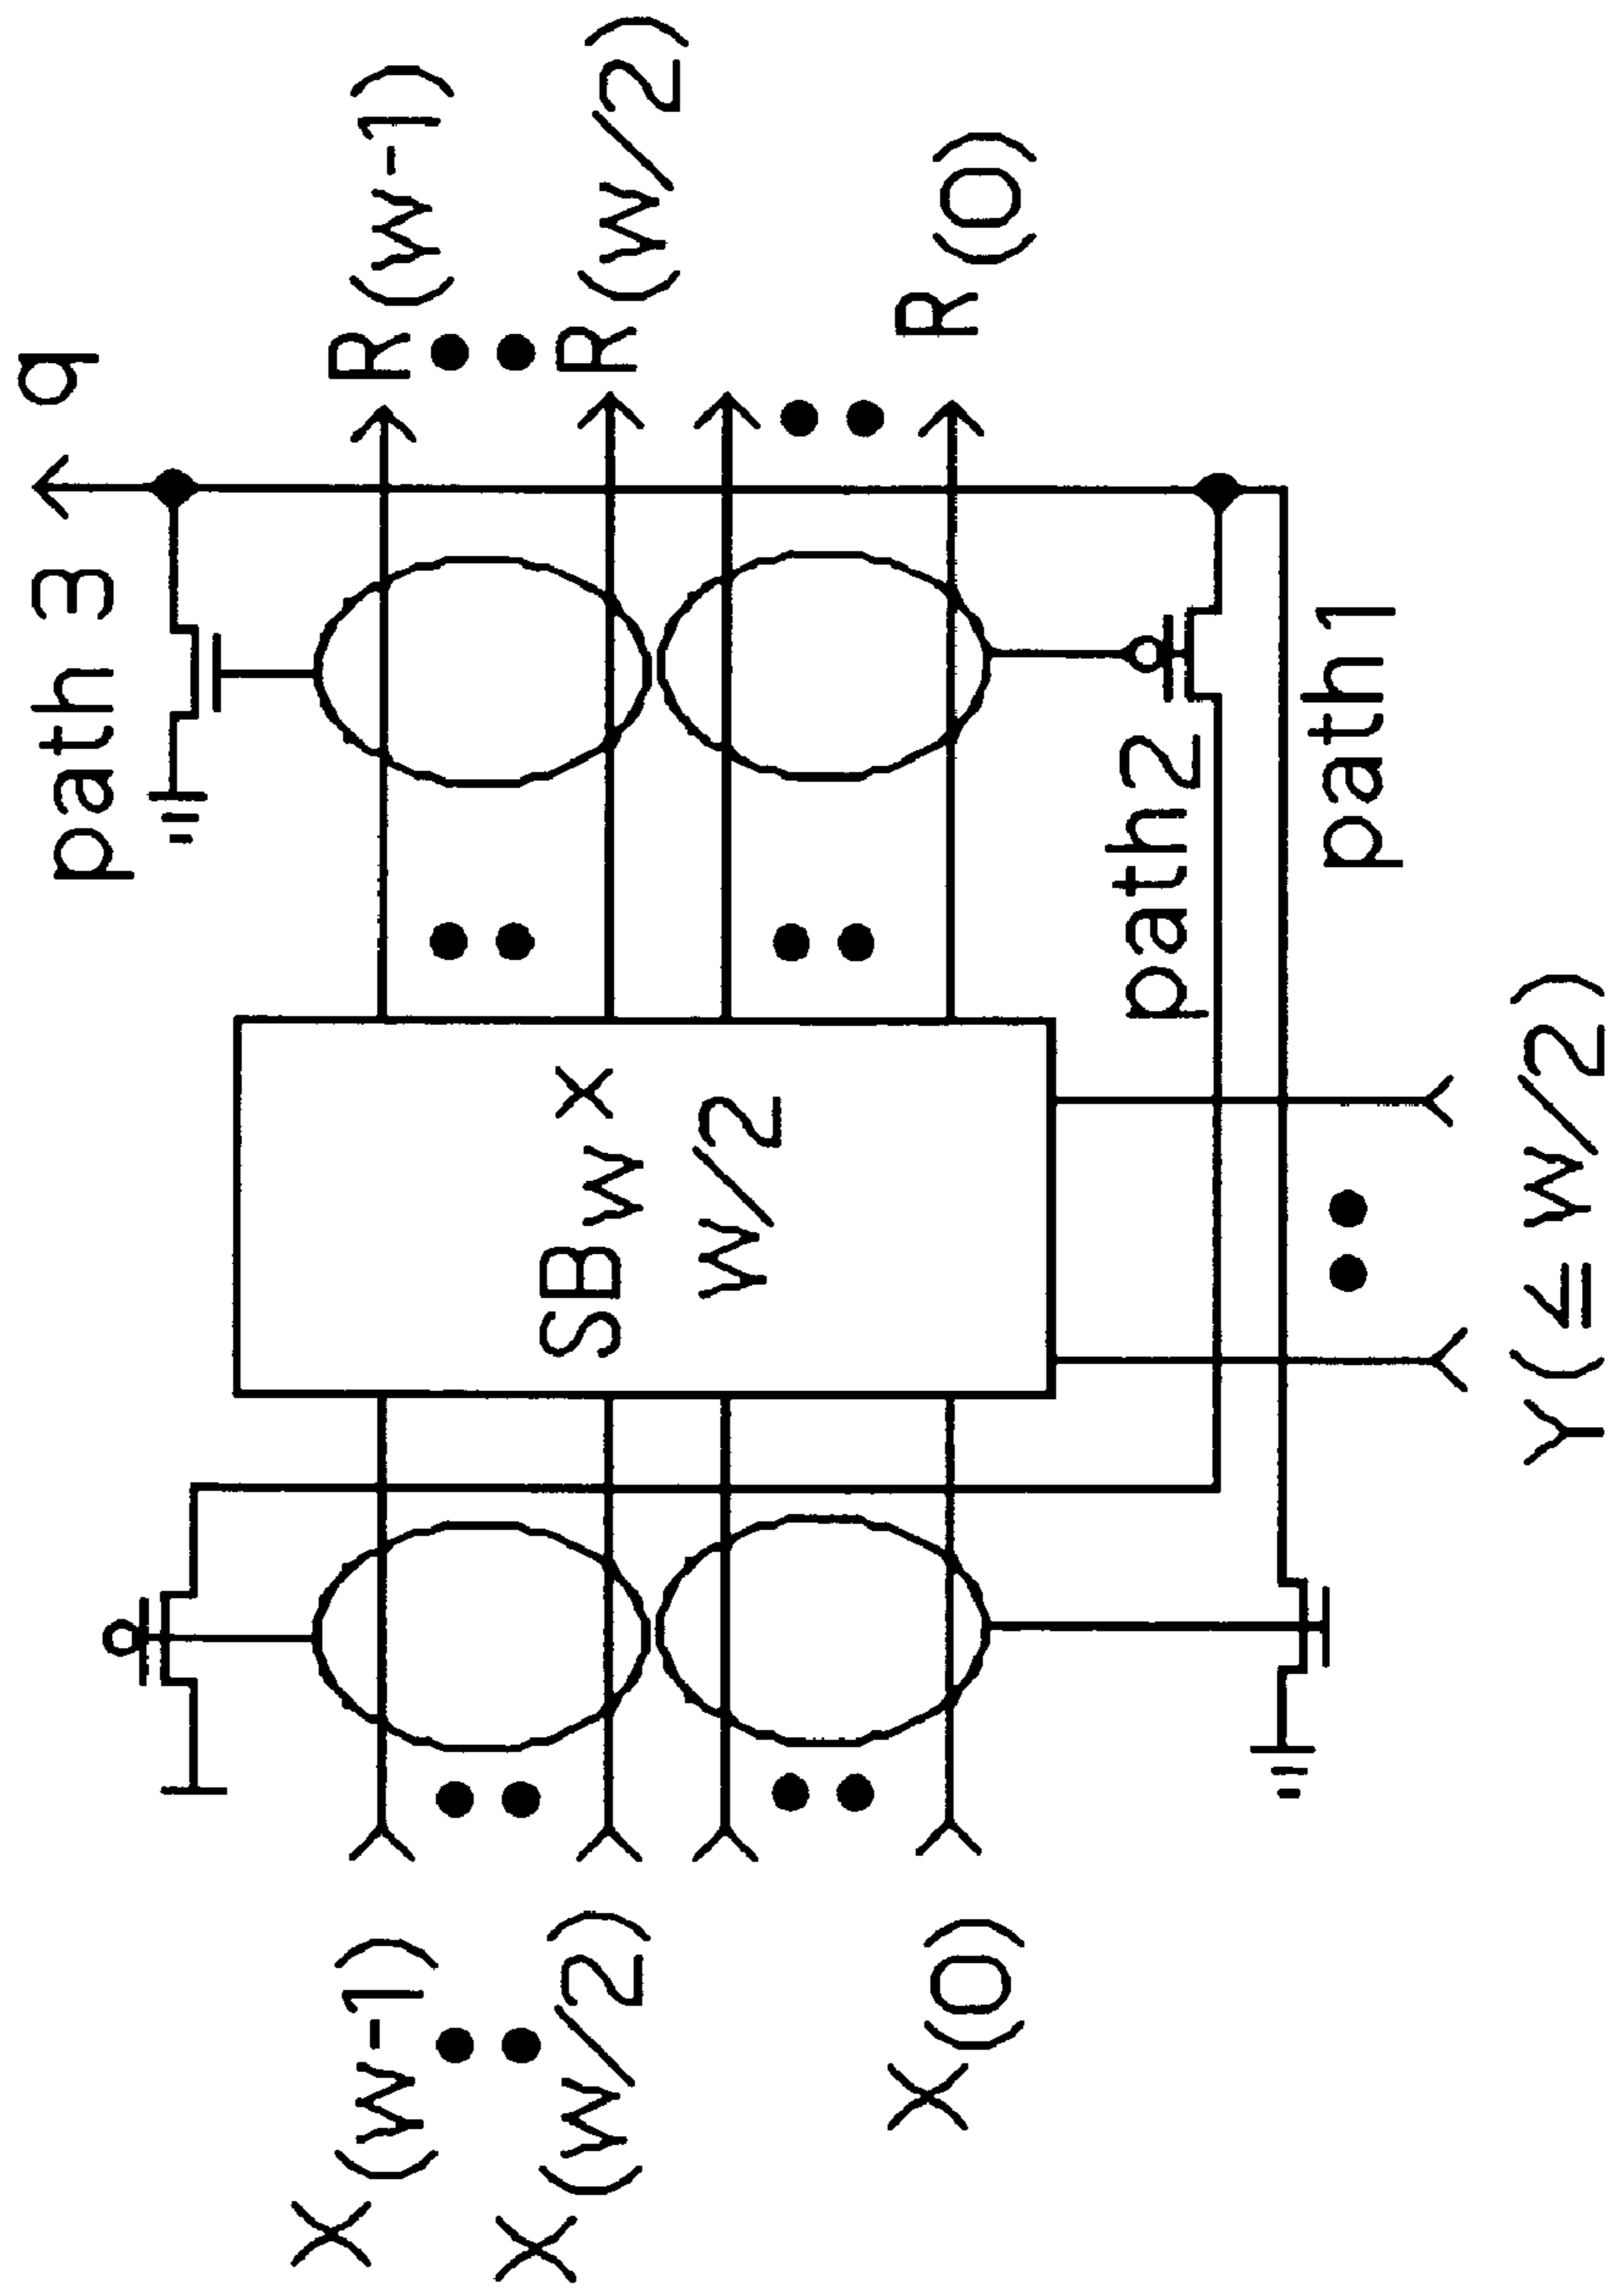 path 3 q
X(w-1)
R(w-1)
X(w/2)
R(w/2)
SBw x
w/2
X(0)
R(0)
path2
path1
Y(≤ w/2)